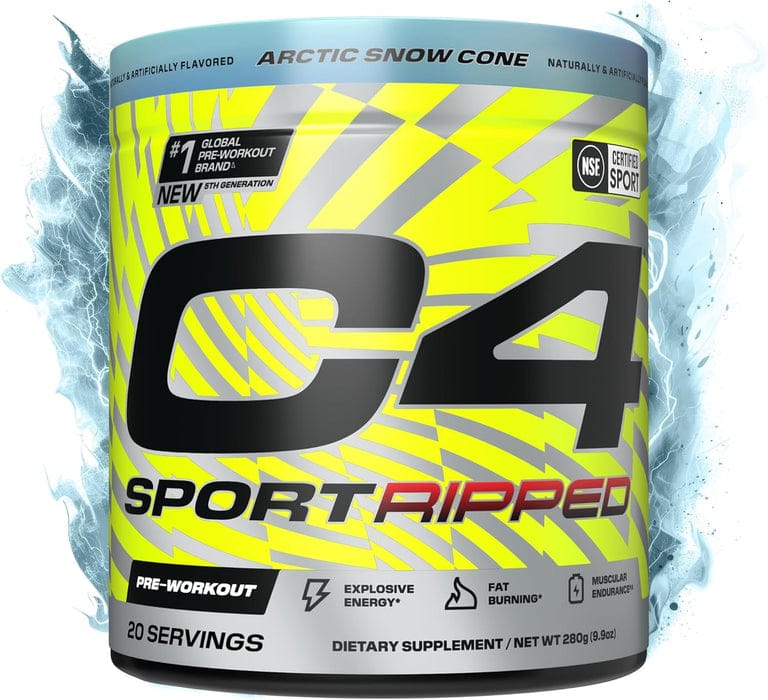 NATURALLY & ARTIFICIALLY FLAVORED
ARCTIC SNOW CONE
NATURALLY & ARTIFICIALLY
#1 GLOBAL
PRE-WORKOUT
BRAND∆
NEW 5TH GENERATION
NSF
CERTIFIED
SPORT
C4
SPORT RIPPED
PRE-WORKOUT
EXPLOSIVE
ENERGY*
FAT
BURNING*
MUSCULAR
ENDURANCE*^
20 SERVINGS
DIETARY SUPPLEMENT / NET WT 280g (9.9oz)